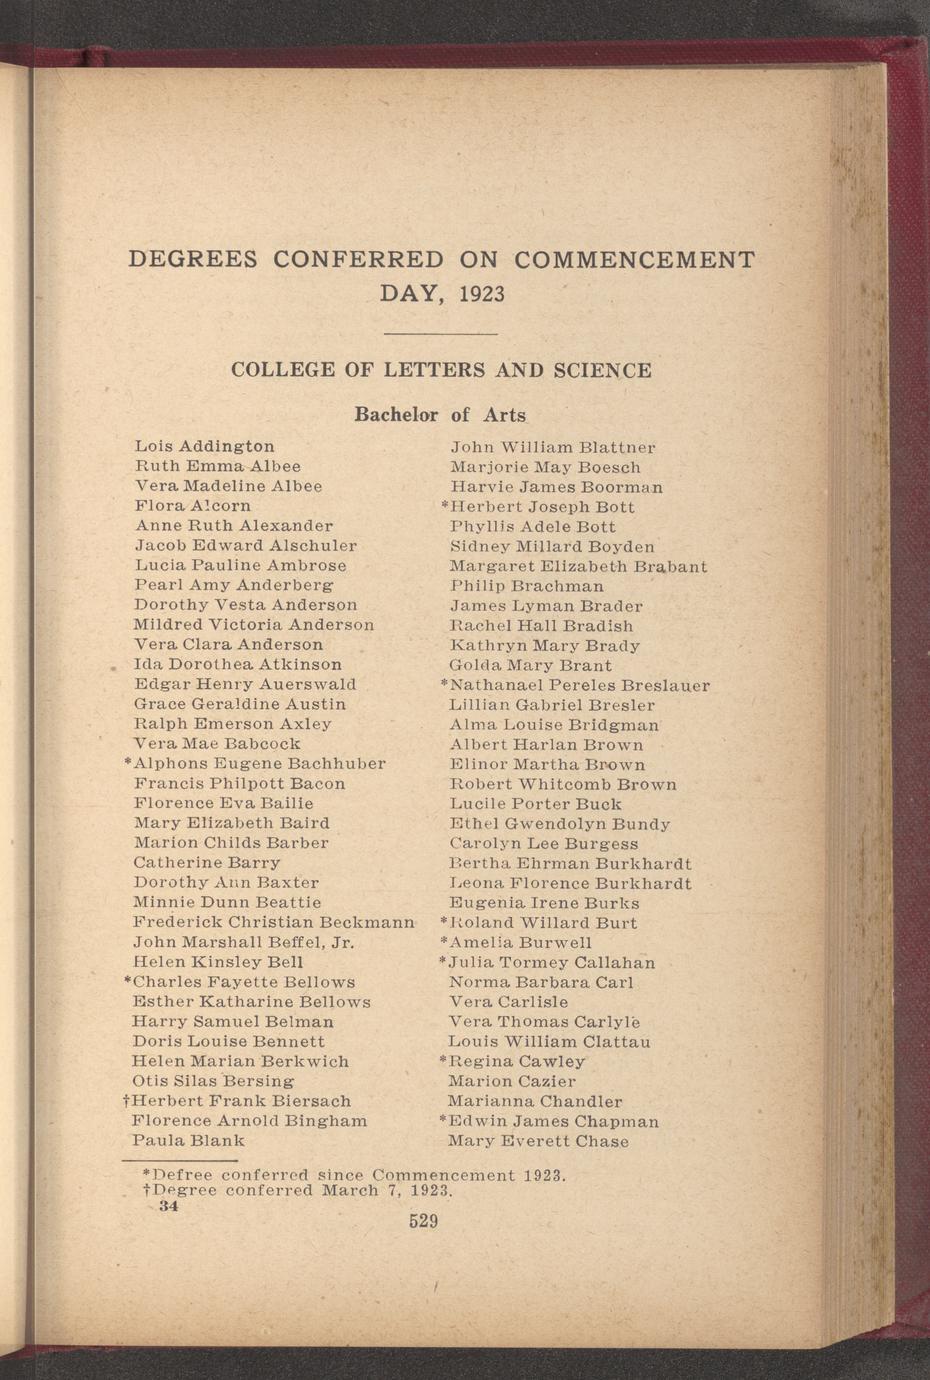 DEGREES CONFERRED ON COMMENCEMENT
DAY, 1923
COLLEGE OF LETTERS AND SCIENCE
Bachelor of Arts
Lois Addington
Ruth Emma Albee
Vera Madeline Albee
Flora Alcorn
Anne Ruth Alexander
Jacob Edward Alschuler
Lucia Pauline Ambrose
Pearl Amy Anderberg
Dorothy Vesta Anderson
Mildred Victoria Anderson
Vera Clara Anderson
Ida Dorothea Atkinson
Edgar Henry Auerswald
Grace Geraldine Austin
Ralph Emerson Axley
Vera Mae Babcock
*Alphons Eugene Bachhuber
Francis Philpott Bacon
Florence Eva Bailie
Mary Elizabeth Baird
Marion Childs Barber
Catherine Barry
Dorothy Ann Baxter
Minnie Dunn Beattie
Frederick Christian Beckmann
John Marshall Beffel, Jr.
Helen Kinsley Bell
*Charles Fayette Bellows
Esther Katharine Bellows
Harry Samuel Belman
Doris Louise Bennett
Helen Marian Berkwich
Otis Silas Bersing
†Herbert Frank Biersach
Florence Arnold Bingham
Paula Blank
John William Blattner
Marjorie May Boesch
Harvie James Boorman
*Herbert Joseph Bott
Phyllis Adele Bott
Sidney Millard Boyden
Margaret Elizabeth Brabant
Philip Brachman
James Lyman Brader
Rachel Hall Bradish
Kathryn Mary Brady
Golda Mary Brant
*Nathanael Pereles Breslauer
Lillian Gabriel Bresler
Alma Louise Bridgman
Albert Harlan Brown
Elinor Martha Brown
Robert Whitcomb Brown
Lucile Porter Buck
Ethel Gwendolyn Bundy
Carolyn Lee Burgess
Bertha Ehrman Burkhardt
Leona Florence Burkhardt
Eugenia Irene Burks
*Roland Willard Burt
*Amelia Burwell
*Julia Tormey Callahan
Norma Barbara Carl
Vera Carlisle
Vera Thomas Carlyle
Louis William Clattau
*Regina Cawley
Marion Cazier
Marianna Chandler
*Edwin James Chapman
Mary Everett Chase
*Defree conferred since Commencement 1923.
†Degree conferred March 7, 1923.
34
529